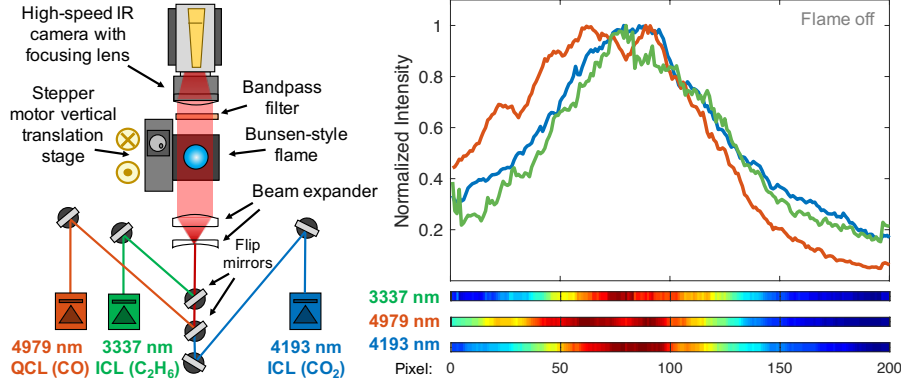 High-speed IR
camera with
focusing lens
Stepper
motor vertical
translation
stage
Bandpass
filter
Bunsen-style
flame
Beam expander
Flip
mirrors
4979 nm
QCL (CO)
3337 nm
ICL (C₂H₆)
4193 nm
ICL (CO₂)
Flame off
Normalized Intensity
1
0.8
0.6
0.4
0.2
3337 nm
4979 nm
4193 nm
Pixel: 0 50 100 150 200